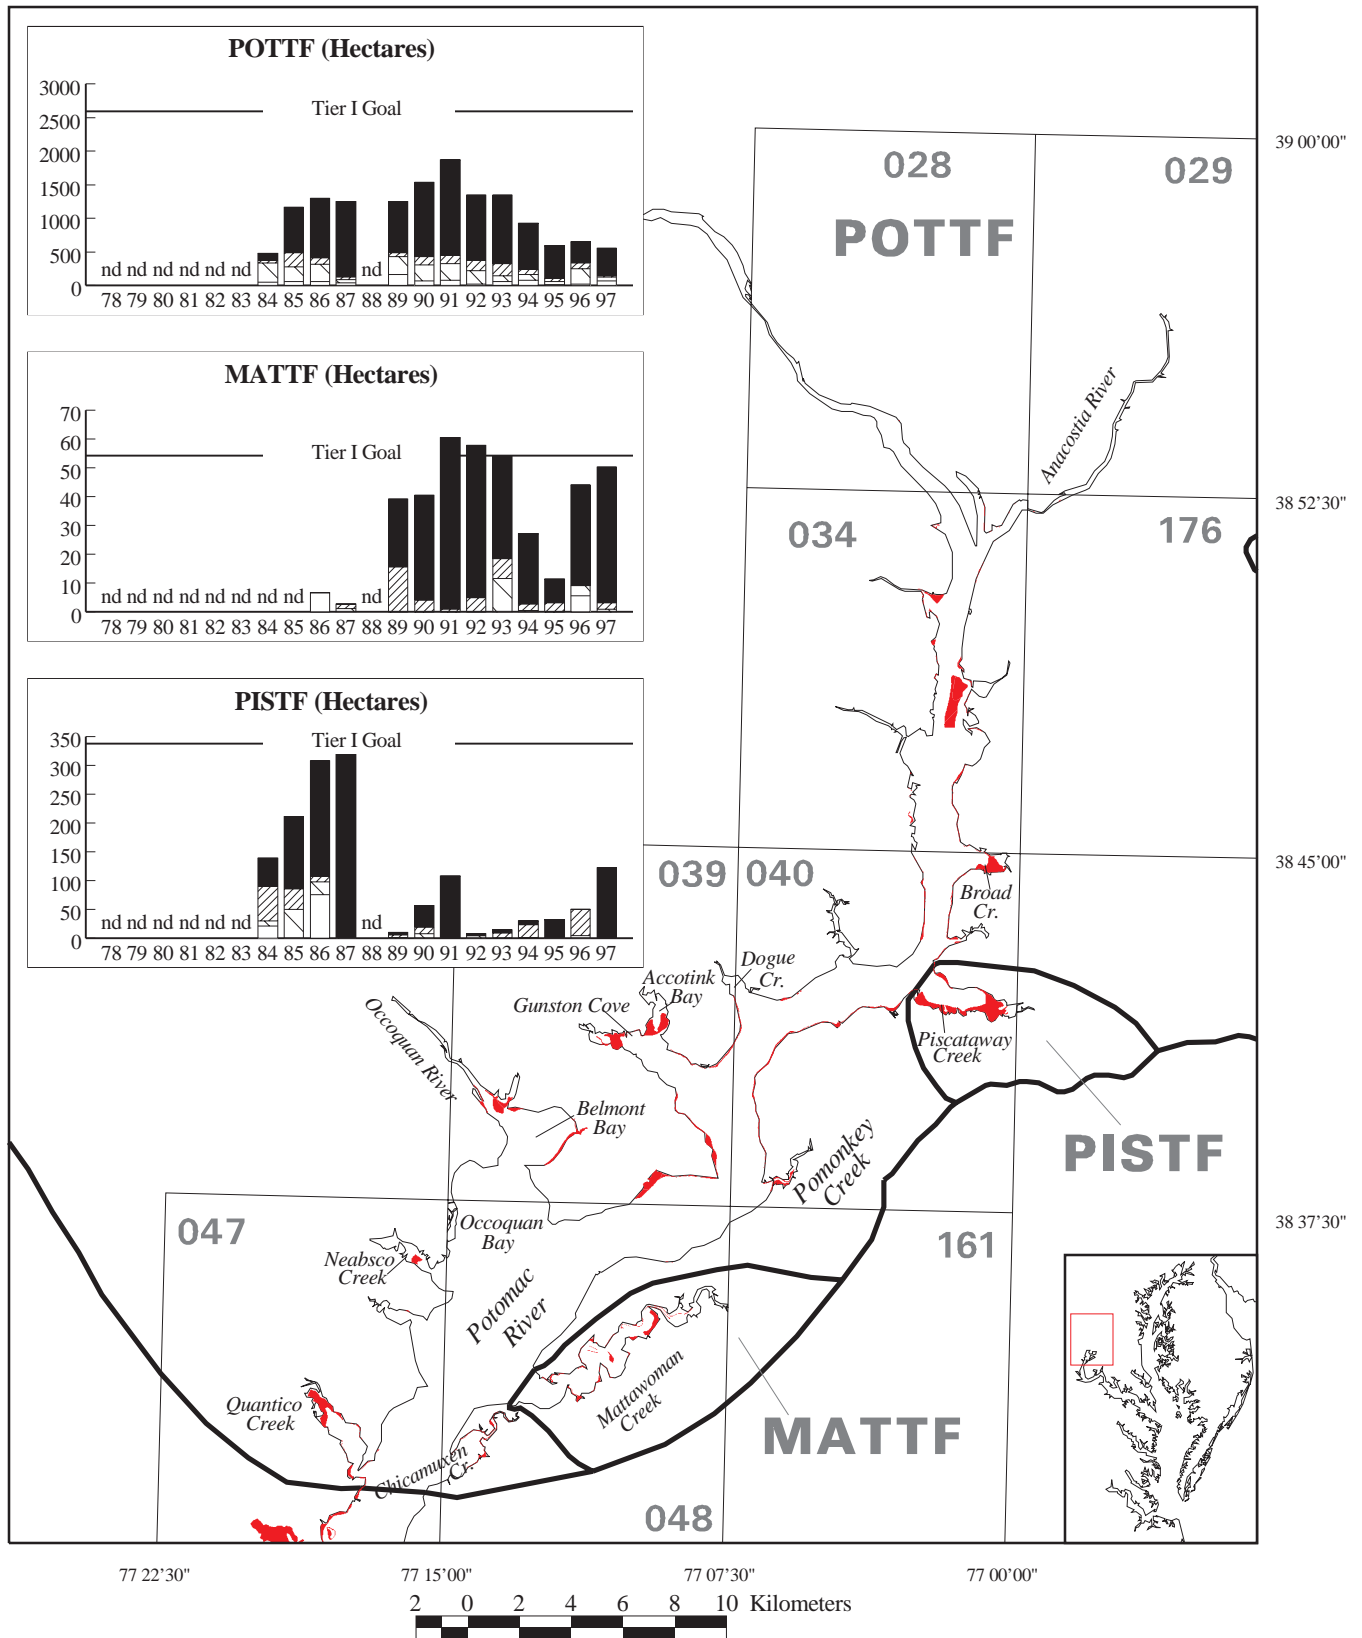 POTTF (Hectares)
3000
Tier I Goal
2500
2000
1500
1000
500
nd nd nd nd nd nd nd
0
78 79 80 81 82 83 84 85 86 87 88 89 90 91 92 93 94 95 96 97
MATTF (Hectares)
70
60
Tier I Goal
50
40
30
20
10
nd nd nd nd nd nd nd nd nd
0
78 79 80 81 82 83 84 85 86 87 88 89 90 91 92 93 94 95 96 97
PISTF (Hectares)
350
Tier I Goal
300
250
200
150
100
50
nd nd nd nd nd nd nd
0
78 79 80 81 82 83 84 85 86 87 88 89 90 91 92 93 94 95 96 97
028
029
39 00'00"
POTTF
Anacostia River
38 52'30"
034
176
38 45'00"
039
040
Broad
Cr.
Dogue
Cr.
Accotink
Bay
Gunston Cove
Occoquan River
Piscataway
Creek
Belmont
Bay
PISTF
Pomonkey
Creek
047
Occoquan
Bay
161
38 37'30"
Neabsco
Creek
Potomac
River
Mattawoman
Creek
Quantico
Creek
MATTF
Chicamuxen
Cr.
048
77 22'30"
77 15'00"
77 07'30"
77 00'00"
2 0 2 4 6 8 10 Kilometers